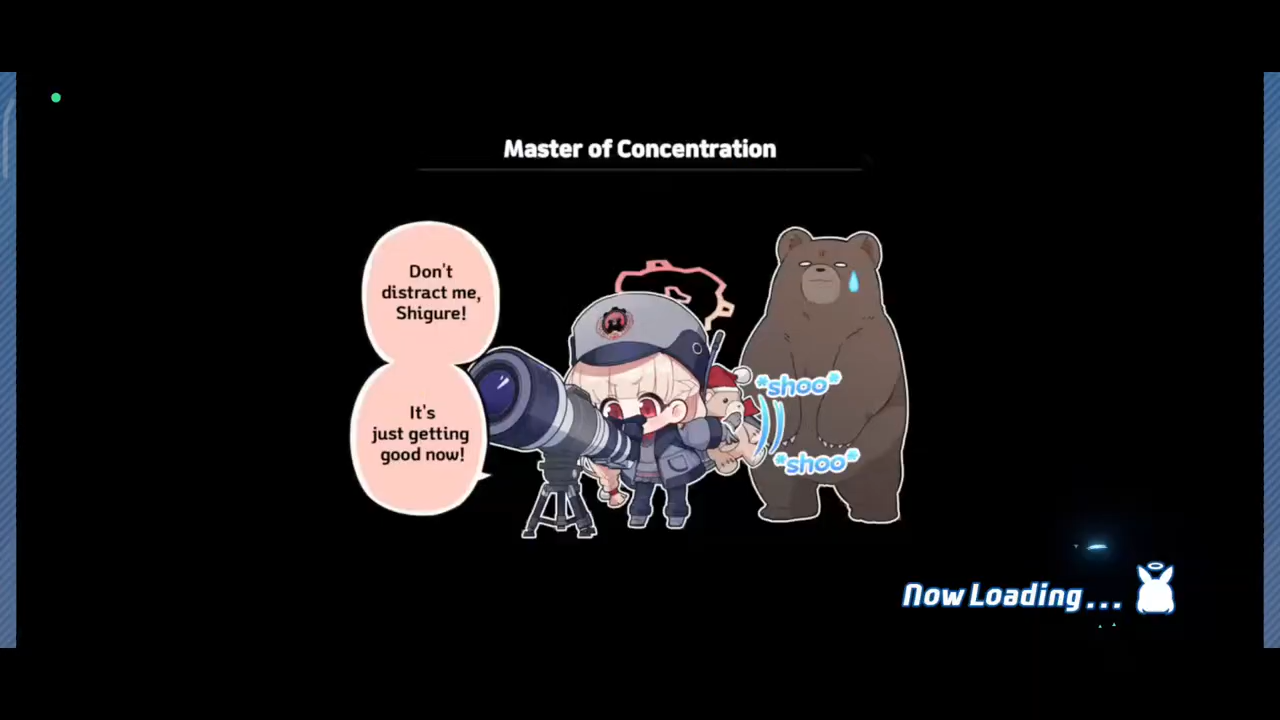 Master of Concentration
Don't
distract me,
Shigure!
It's
just getting
good now!
*shoo*
*shoo*
Now Loading...